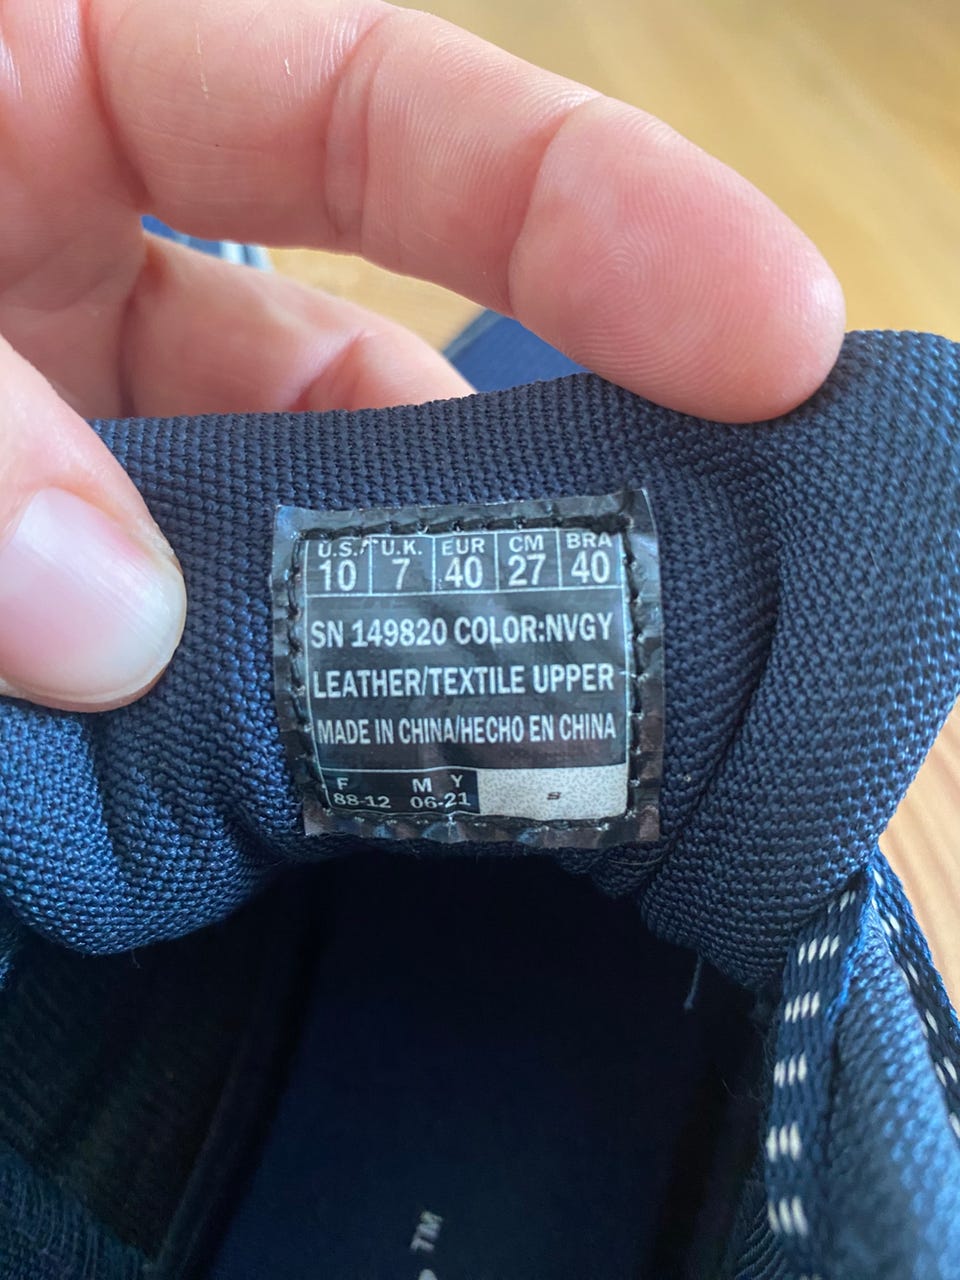 U.S.A U.K. EUR CM BRA
10 7 40 27 40
SN 149820 COLOR:NVGY
LEATHER/TEXTILE UPPER
MADE IN CHINA/HECHO EN CHINA
F M Y
88-12 06-21 S
TM